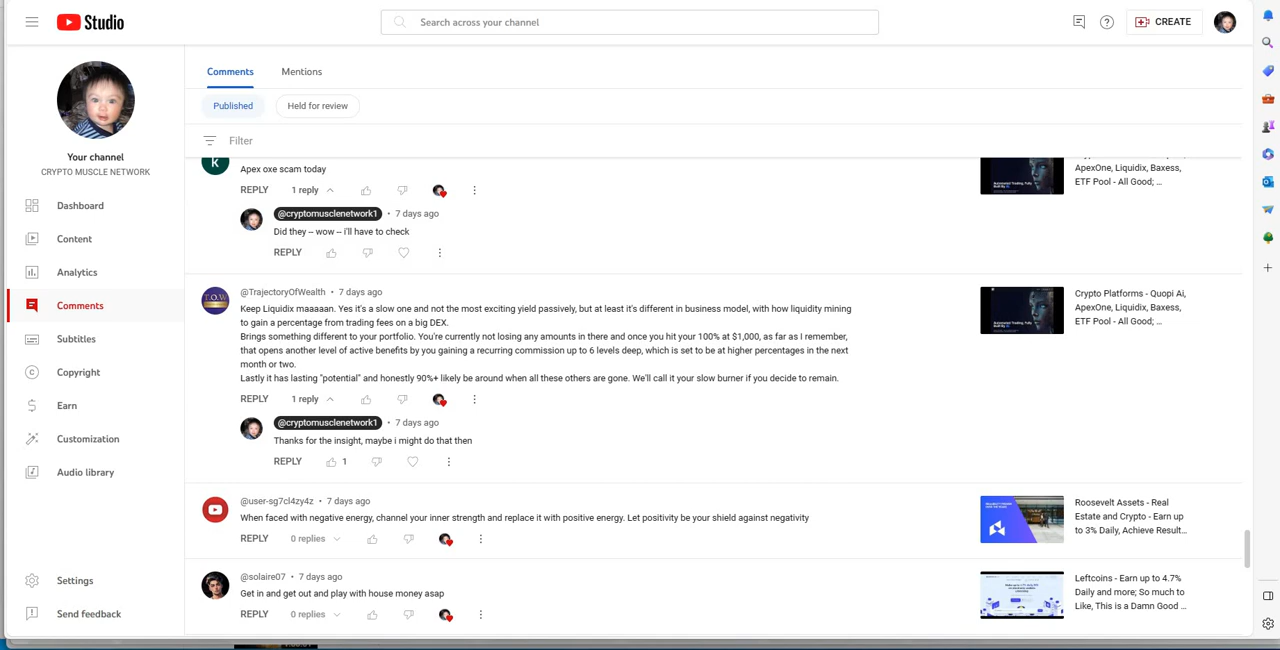 Studio
Search across your channel
CREATE
Your channel
CRYPTO MUSCLE NETWORK
Dashboard
Content
Analytics
Comments
Subtitles
Copyright
Earn
Customization
Audio library
Settings
Send feedback
Comments
Mentions
Published
Held for review
Filter
K
Apex oxe scam today
REPLY 1 reply
@cryptomusclenetwork1 • 7 days ago
Did they -- wow -- i'll have to check
REPLY
ApexOne, Liquidix, Baxess,
ETF Pool - All Good; ...
T.O.W
@TrajectoryOfWealth • 7 days ago
Keep Liquidix maaaaan. Yes it's a slow one and not the most exciting yield passively, but at least it's different in business model, with how liquidity mining
to gain a percentage from trading fees on a big DEX.
Brings something different to your portfolio. You're currently not losing any amounts in there and once you hit your 100% at $1,000, as far as I remember,
that opens another level of active benefits by you gaining a recurring commission up to 6 levels deep, which is set to be at higher percentages in the next
month or two.
Lastly it has lasting "potential" and honestly 90%+ likely be around when all these others are gone. We'll call it your slow burner if you decide to remain.
REPLY 1 reply
@cryptomusclenetwork1 • 7 days ago
Thanks for the insight, maybe i might do that then
REPLY 1
Crypto Platforms - Quopi Ai,
ApexOne, Liquidix, Baxess,
ETF Pool - All Good; ...
@user-sg7cl4zy4z • 7 days ago
When faced with negative energy, channel your inner strength and replace it with positive energy. Let positivity be your shield against negativity
REPLY 0 replies
Roosevelt Assets - Real
Estate and Crypto - Earn up
to 3% Daily, Achieve Result...
@solaire07 • 7 days ago
Get in and get out and play with house money asap
REPLY 0 replies
Leftcoins - Earn up to 4.7%
Daily and more; So much to
Like, This is a Damn Good ...